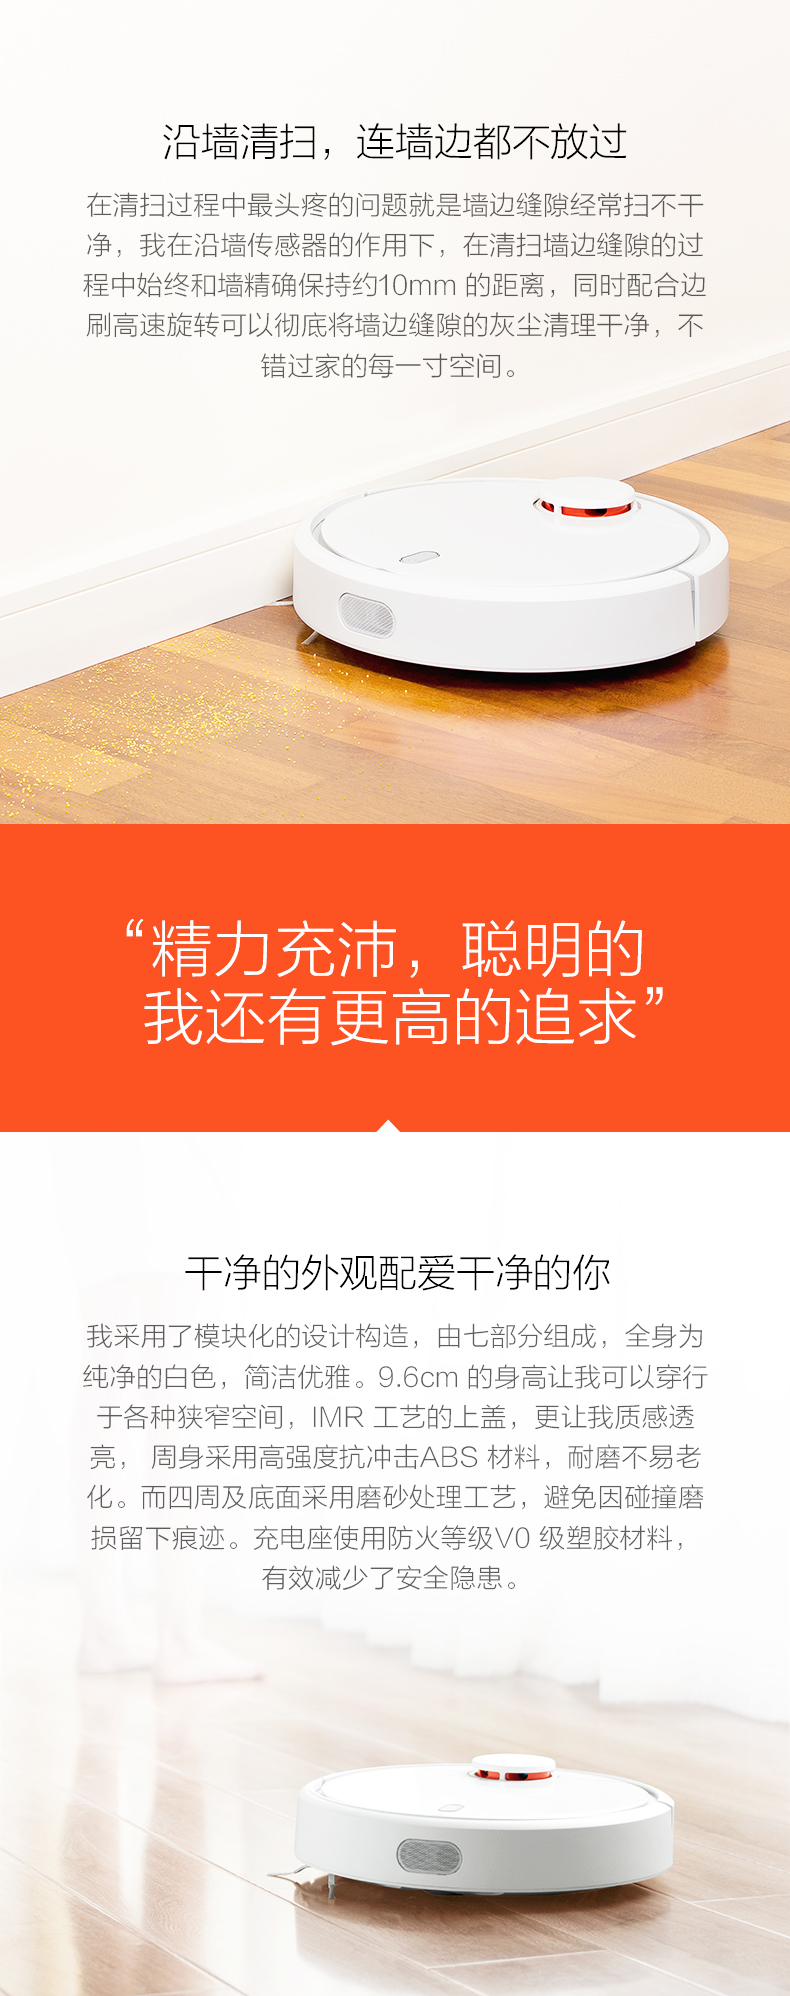 沿墙清扫，连墙边都不放过
在清扫过程中最头疼的问题就是墙边缝隙经常扫不干
净，我在沿墙传感器的作用下，在清扫墙边缝隙的过
程中始终和墙精确保持约10mm 的距离，同时配合边
刷高速旋转可以彻底将墙边缝隙的灰尘清理干净，不
错过家的每一寸空间。
“精力充沛，聪明的
我还有更高的追求”
干净的外观配爱干净的你
我采用了模块化的设计构造，由七部分组成，全身为
纯净的白色，简洁优雅。9.6cm 的身高让我可以穿行
于各种狭窄空间，IMR 工艺的上盖，更让我质感透
亮， 周身采用高强度抗冲击ABS 材料，耐磨不易老
化。而四周及底面采用磨砂处理工艺，避免因碰撞磨
损留下痕迹。充电座使用防火等级V0 级塑胶材料，
有效减少了安全隐患。